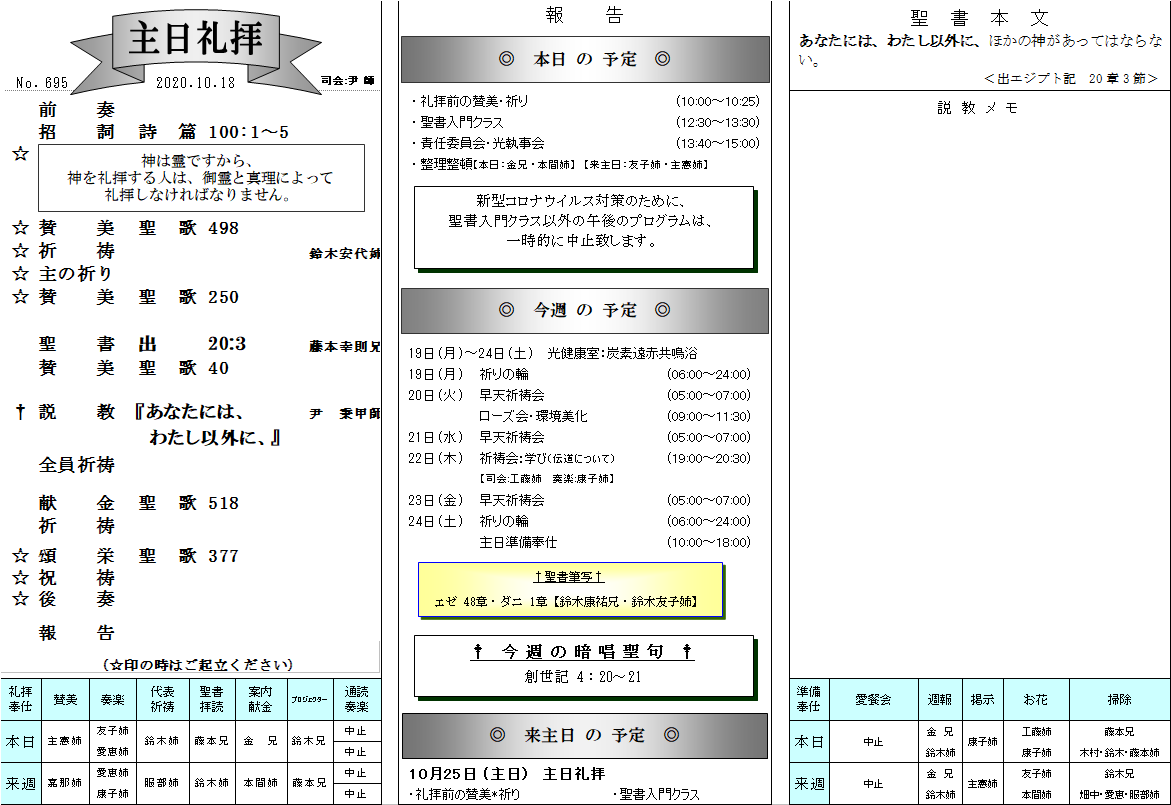 主日礼拝
No. 695　2020.10.18　司会:尹 師
前　奏
招　詞　詩　篇　100:1～5
☆
神は霊ですから、
神を礼拝する人は、御霊と真理によって
礼拝しなければなりません。
☆ 賛　美　聖　歌　498
☆ 祈　祷　鈴木安代姉
☆ 主の祈り
☆ 賛　美　聖　歌　250
聖　書　出　20:3　藤本幸則兄
賛　美　聖　歌　40
† 説　教　『あなたには、　尹　秉甲師
わたし以外に、』
全員祈祷
献　金　聖　歌　518
祈　祷
☆ 頌　栄　聖　歌　377
☆ 祝　祷
☆ 後　奏
報　告
(☆印の時はご起立ください)
礼拝奉仕　賛美　奏楽　代表祈祷　聖書拝読　案内献金　プロジェクター　通読奏楽
本日　主憲姉　友子姉 愛恵姉　鈴木姉　藤本兄　金　兄　鈴木兄　中止 中止
来週　嘉那姉　愛恵姉 康子姉　服部姉　鈴木姉　本間姉　藤本兄　中止 中止
報　告
◎　本日 の 予定　◎
・礼拝前の賛美・祈り　(10:00～10:25)
・聖書入門クラス　(12:30～13:30)
・責任委員会・光執事会　(13:40～15:00)
・整理整頓【本日：金兄・本間姉】【来主日：友子姉・主憲姉】
新型コロナウイルス対策のために、
聖書入門クラス以外の午後のプログラムは、
一時的に中止致します。
◎　今週 の 予定　◎
19日(月)～24日(土)　光健康室：炭素遠赤共鳴浴
19日(月)　祈りの輪　(06:00～24:00)
20日(火)　早天祈祷会　(05:00～07:00)
ローズ会・環境美化　(09:00～11:30)
21日(水)　早天祈祷会　(05:00～07:00)
22日(木)　祈祷会:学び(伝道について)　(19:00～20:30)
【司会:工藤姉　奏楽:康子姉】
23日(金)　早天祈祷会　(05:00～07:00)
24日(土)　祈りの輪　(06:00～24:00)
主日準備奉仕　(10:00～18:00)
†聖書筆写†
エゼ 48章・ダニ 1章【鈴木康祐兄・鈴木友子姉】
† 今週の暗唱聖句 †
創世記 4：20～21
◎　来主日 の 予定　◎
10月25日(主日)　主日礼拝
・礼拝前の賛美*祈り　・聖書入門クラス
聖 書 本 文
あなたには、わたし以外に、ほかの神があってはならな
い。
＜出エジプト記　20章3節＞
説 教 メ モ
準備奉仕　愛餐会　週報　掲示　お花　掃除
本日　中止　金 兄 鈴木姉　康子姉　工藤姉 康子姉　藤本兄 木村・鈴木・藤本姉
来週　中止　金 兄 鈴木姉　主憲姉　友子姉 本間姉　鈴木兄 畑中・愛恵・服部姉